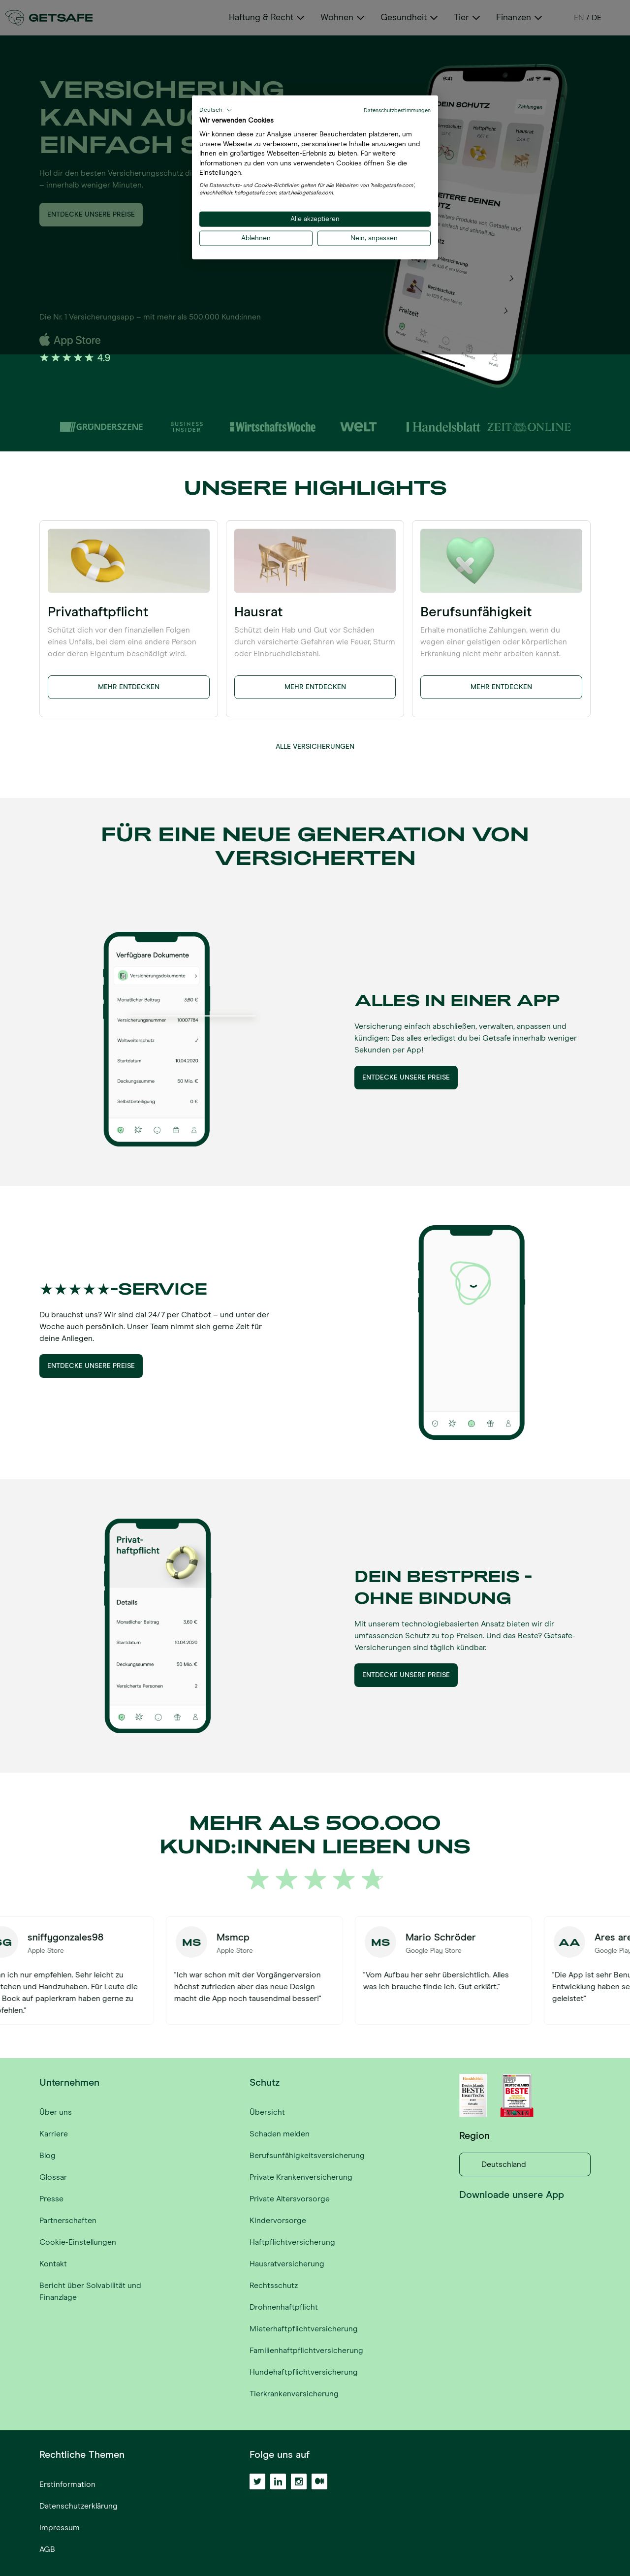 GETSAFE
Haftung & Recht
Wohnen
Gesundheit
Tier
Finanzen
EN / DE
VERSICHERUNG
KANN AUC
EINFACH S
Hol dir den besten Versicherungsschutz di
– innerhalb weniger Minuten.
ENTDECKE UNSERE PREISE
Deutsch
Datenschutzbestimmungen
Wir verwenden Cookies
Wir können diese zur Analyse unserer Besucherdaten platzieren, um
unsere Webseite zu verbessern, personalisierte Inhalte anzuzeigen und
Ihnen ein großartiges Webseiten-Erlebnis zu bieten. Für weitere
Informationen zu den von uns verwendeten Cookies öffnen Sie die
Einstellungen.
Die Datenschutz- und Cookie-Richtlinien gelten für alle Webeiten von 'hellogetsafe.com',
einschließlich: hellogetsafe.com, start.hellogetsafe.com.
Alle akzeptieren
Ablehnen
Nein, anpassen
9:41
DEIN SCHUTZ
Zahlungen
Hausrat
Freizeit
Die Nr. 1 Versicherungsapp – mit mehr als 500.000 Kund:innen
App Store
4.9
GRÜNDERSZENE
BUSINESS
INSIDER
WirtschaftsWoche
WELT
Handelsblatt
ZEIT ONLINE
UNSERE HIGHLIGHTS
Privathaftpflicht
Schützt dich vor den finanziellen Folgen
eines Unfalls, bei dem eine andere Person
oder deren Eigentum beschädigt wird.
MEHR ENTDECKEN
Hausrat
Schützt dein Hab und Gut vor Schäden
durch versicherte Gefahren wie Feuer, Sturm
oder Einbruchdiebstahl.
MEHR ENTDECKEN
Berufsunfähigkeit
Erhalte monatliche Zahlungen, wenn du
wegen einer geistigen oder körperlichen
Erkrankung nicht mehr arbeiten kannst.
MEHR ENTDECKEN
ALLE VERSICHERUNGEN
FÜR EINE NEUE GENERATION VON
VERSICHERTEN
Verfügbare Dokumente
Versicherungsdokumente
Monatlicher Beitrag 3,60 €
Versicherungsnummer 10007784
Weltweiterschutz ✓
Startdatum 10.04.2020
Deckungssumme 50 Mio. €
Selbstbeteiligung 0 €
ALLES IN EINER APP
Versicherung einfach abschließen, verwalten, anpassen und
kündigen: Das alles erledigst du bei Getsafe innerhalb weniger
Sekunden per App!
ENTDECKE UNSERE PREISE
★★★★★-SERVICE
Du brauchst uns? Wir sind da! 24/7 per Chatbot – und unter der
Woche auch persönlich. Unser Team nimmt sich gerne Zeit für
deine Anliegen.
ENTDECKE UNSERE PREISE
Privat-
haftpflicht
Details
Monatlicher Beitrag 3,60 €
Startdatum 10.04.2020
Deckungssumme 50 Mio. €
Versicherte Personen 2
DEIN BESTPREIS -
OHNE BINDUNG
Mit unserem technologiebasierten Ansatz bieten wir dir
umfassenden Schutz zu top Preisen. Und das Beste? Getsafe-
Versicherungen sind täglich kündbar.
ENTDECKE UNSERE PREISE
MEHR ALS 500.000
KUND:INNEN LIEBEN UNS
SG
sniffygonzales98
Apple Store
n ich nur empfehlen. Sehr leicht zu
tehen und Handzuhaben. Für Leute die
Bock auf papierkram haben gerne zu
fehlen."
MS
Msmcp
Apple Store
"Ich war schon mit der Vorgängerversion
höchst zufrieden aber das neue Design
macht die App noch tausendmal besser!"
MS
Mario Schröder
Google Play Store
"Vom Aufbau her sehr übersichtlich. Alles
was ich brauche finde ich. Gut erklärt."
AA
Ares are
Google Play
"Die App ist sehr Benu
Entwicklung haben se
geleistet"
Unternehmen
Über uns
Karriere
Blog
Glossar
Presse
Partnerschaften
Cookie-Einstellungen
Kontakt
Bericht über Solvabilität und
Finanzlage
Schutz
Übersicht
Schaden melden
Berufsunfähigkeitsversicherung
Private Krankenversicherung
Private Altersvorsorge
Kindervorsorge
Haftpflichtversicherung
Hausratversicherung
Rechtsschutz
Drohnenhaftpflicht
Mieterhaftpflichtversicherung
Familienhaftpflichtversicherung
Hundehaftpflichtversicherung
Tierkrankenversicherung
BESTE
DEUTSCHLANDS
BESTE
Region
Deutschland
Downloade unsere App
Rechtliche Themen
Erstinformation
Datenschutzerklärung
Impressum
AGB
Folge uns auf